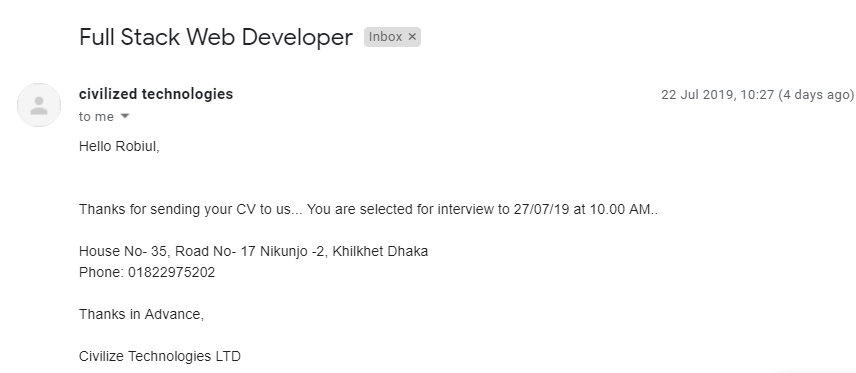 Full Stack Web Developer Inbox ×
civilized technologies 22 Jul 2019, 10:27 (4 days ago)
to me
Hello Robiul,
Thanks for sending your CV to us... You are selected for interview to 27/07/19 at 10.00 AM..
House No- 35, Road No- 17 Nikunjo -2, Khilkhet Dhaka
Phone: 01822975202
Thanks in Advance,
Civilize Technologies LTD